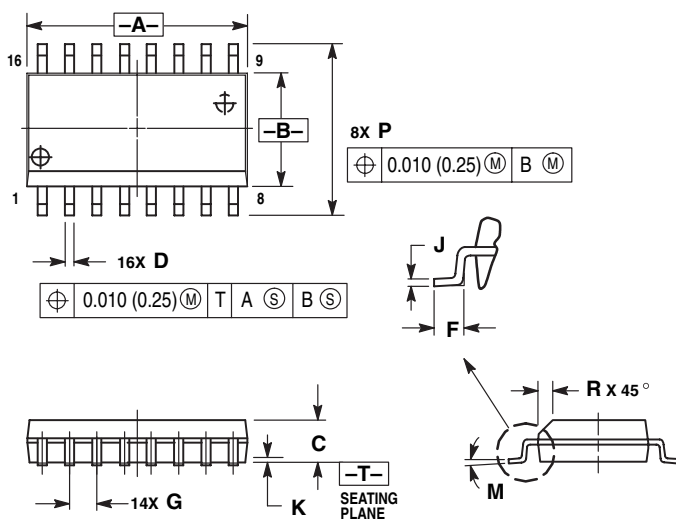 –A–
16
9
–B–
8X P
⌖ 0.010 (0.25) Ⓜ B Ⓜ
1
8
16X D
⌖ 0.010 (0.25) Ⓜ T A Ⓢ B Ⓢ
J
F
R X 45°
C
–T–
SEATING
PLANE
K
M
14X G